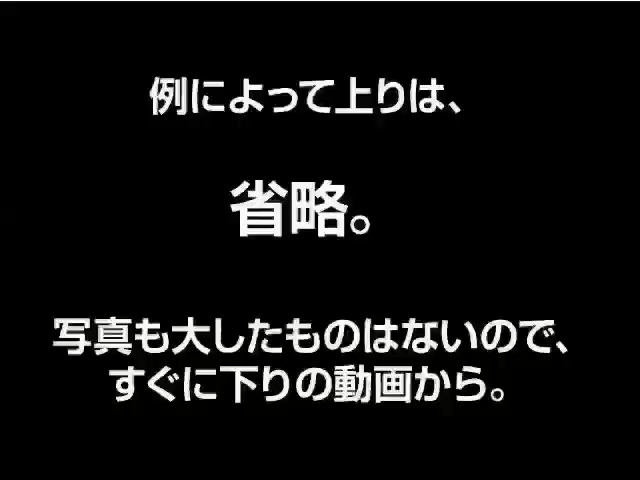 例によって上りは、
省略。
写真も大したものはないので、
すぐに下りの動画から。